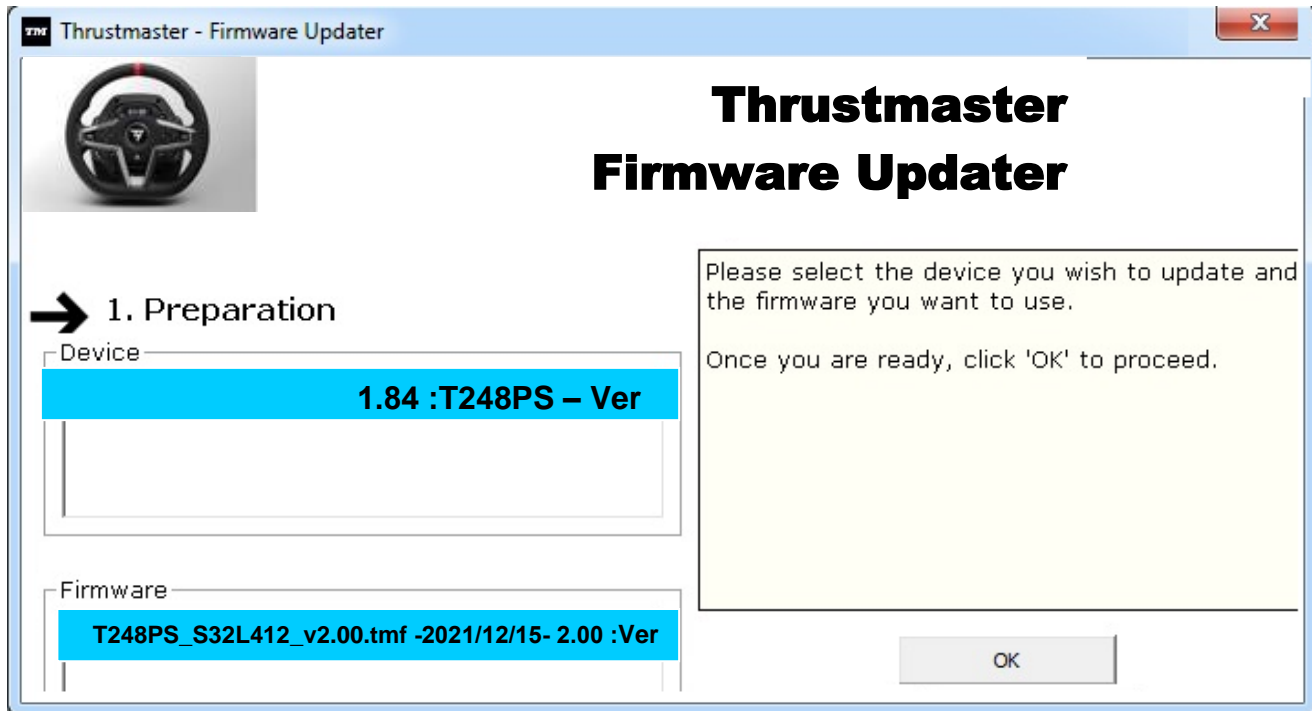 TM Thrustmaster - Firmware Updater
Thrustmaster
Firmware Updater
1. Preparation
Device
1.84 :T248PS – Ver
Firmware
T248PS_S32L412_v2.00.tmf -2021/12/15- 2.00 :Ver
Please select the device you wish to update and
the firmware you want to use.
Once you are ready, click 'OK' to proceed.
OK